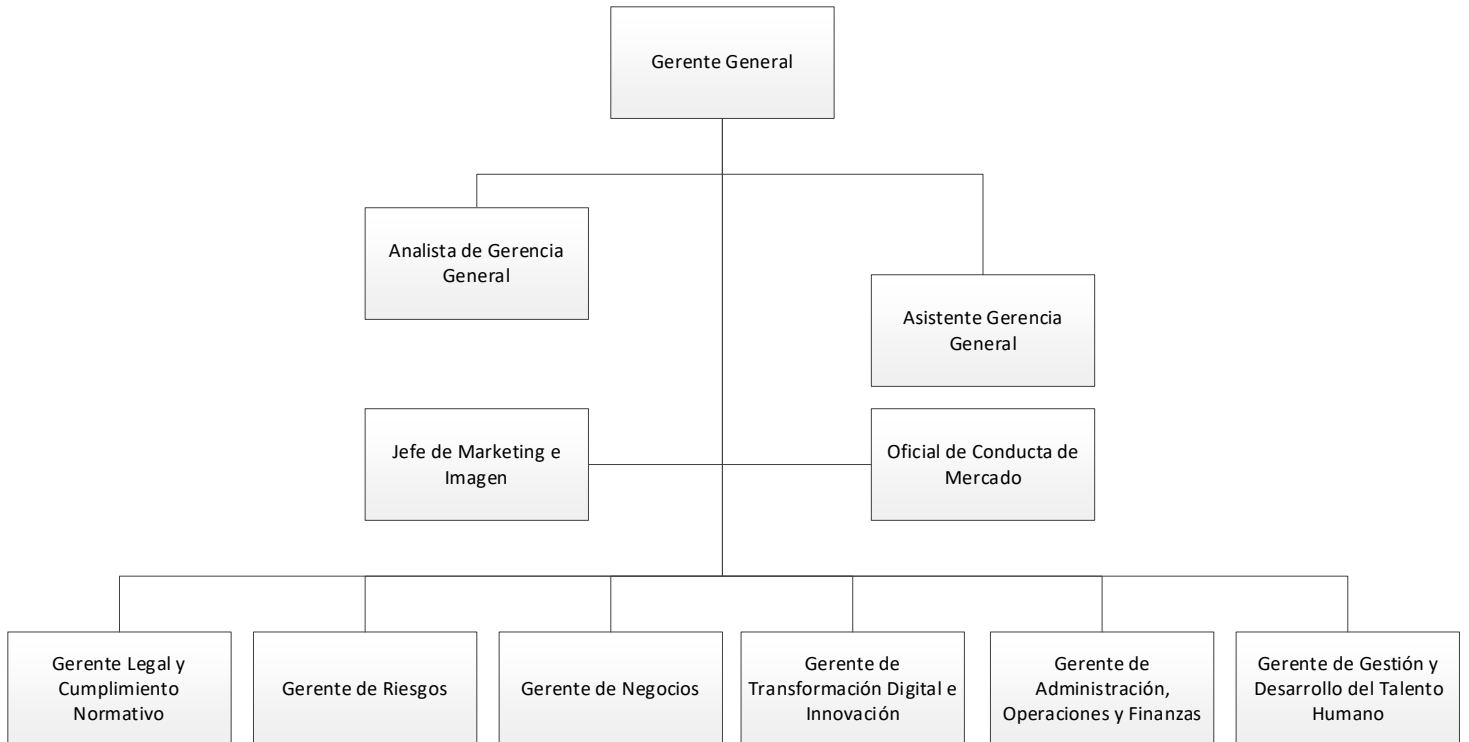 Gerente General
Analista de Gerencia
General
Asistente Gerencia
General
Jefe de Marketing e
Imagen
Oficial de Conducta de
Mercado
Gerente Legal y
Cumplimiento
Normativo
Gerente de Riesgos
Gerente de Negocios
Gerente de
Transformación Digital e
Innovación
Gerente de
Administración,
Operaciones y Finanzas
Gerente de Gestión y
Desarrollo del Talento
Humano